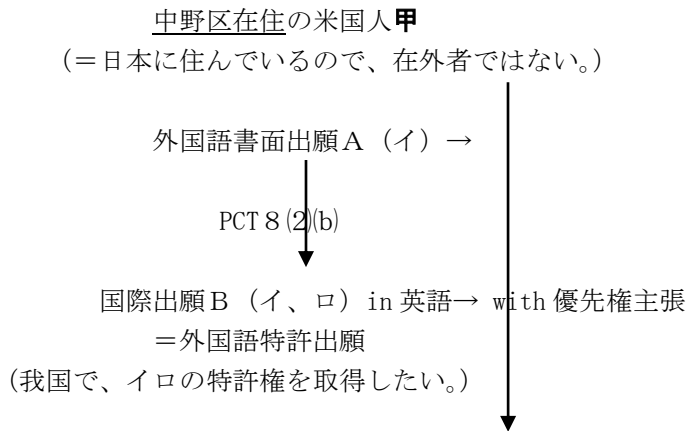 中野区在住の米国人甲
(＝日本に住んでいるので、在外者ではない。)
外国語書面出願Ａ（イ）→
PCT８⑵(b)
国際出願Ｂ（イ、ロ）in 英語→ with 優先権主張
＝外国語特許出願
(我国で、イロの特許権を取得したい。)